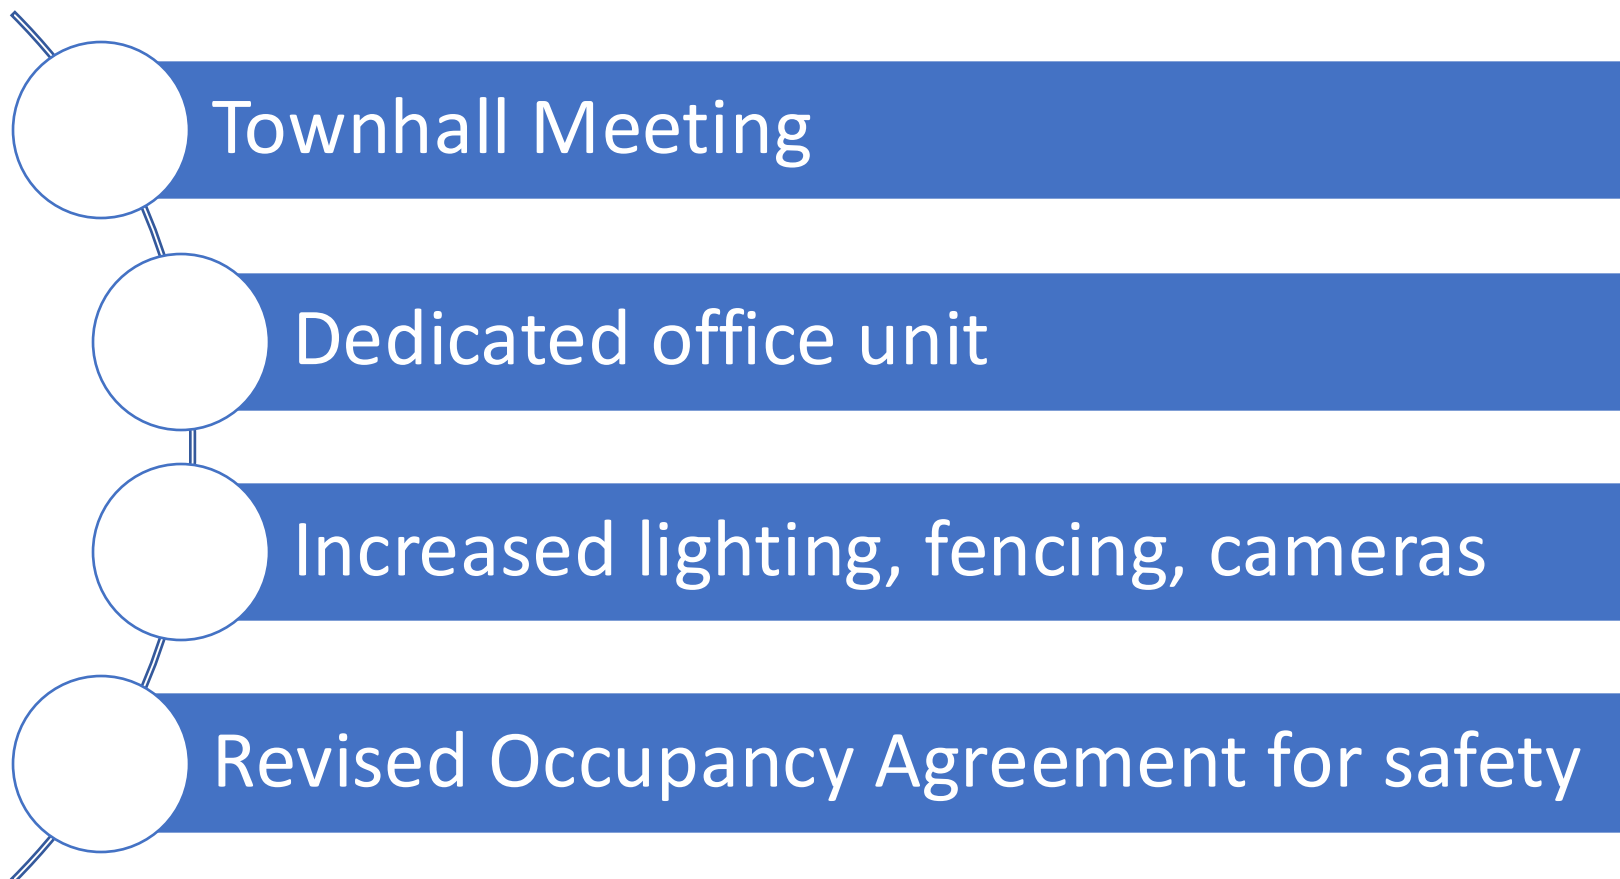 Townhall Meeting
Dedicated office unit
Increased lighting, fencing, cameras
Revised Occupancy Agreement for safety